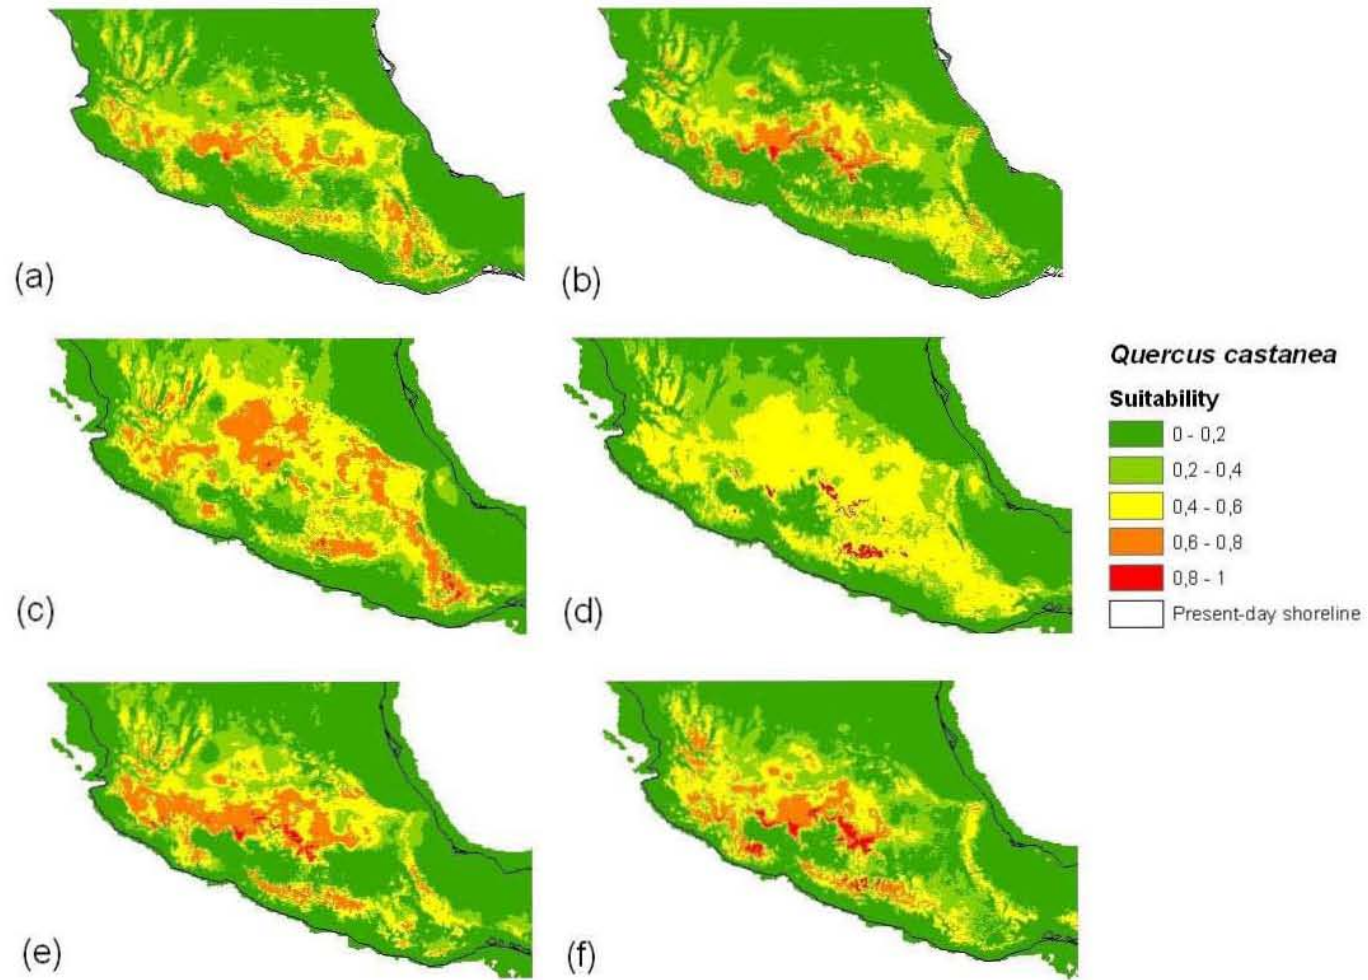 (a)
(b)
Quercus castanea
Suitability
0 - 0,2
0,2 - 0,4
0,4 - 0,6
0,6 - 0,8
0,8 - 1
Present-day shoreline
(c)
(d)
(e)
(f)